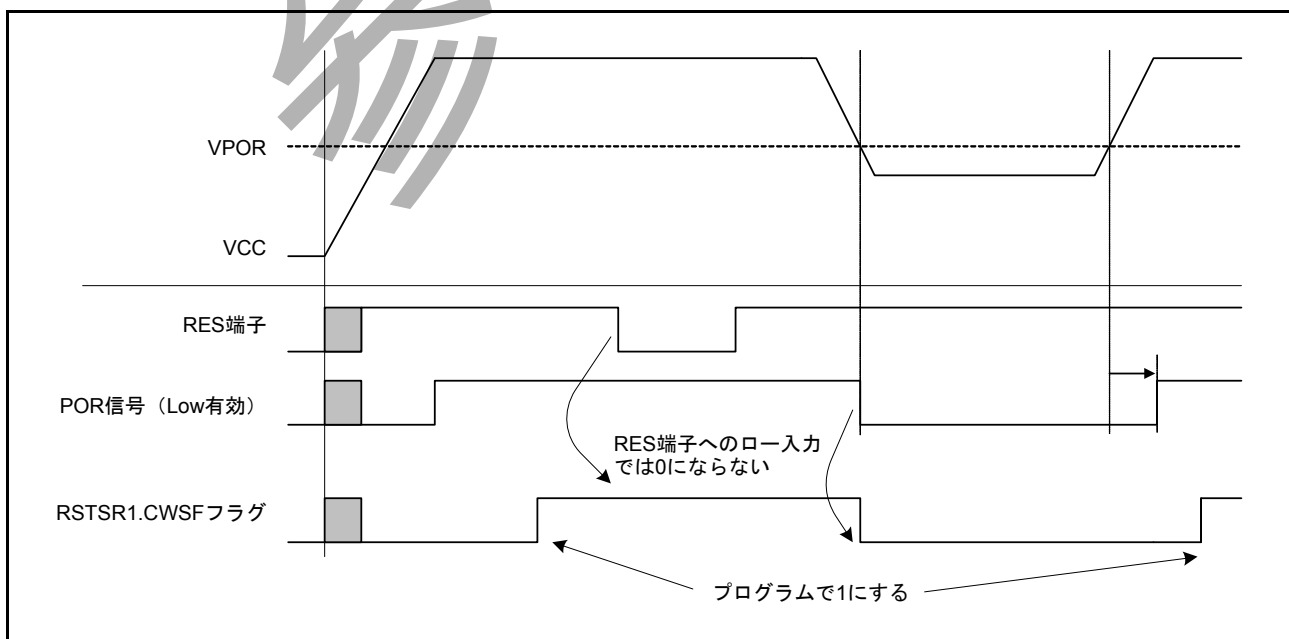 VPOR
VCC
RES端子
POR信号（Low有効）
RES端子へのロー入力
では0にならない
RSTSR1.CWSFフラグ
プログラムで1にする